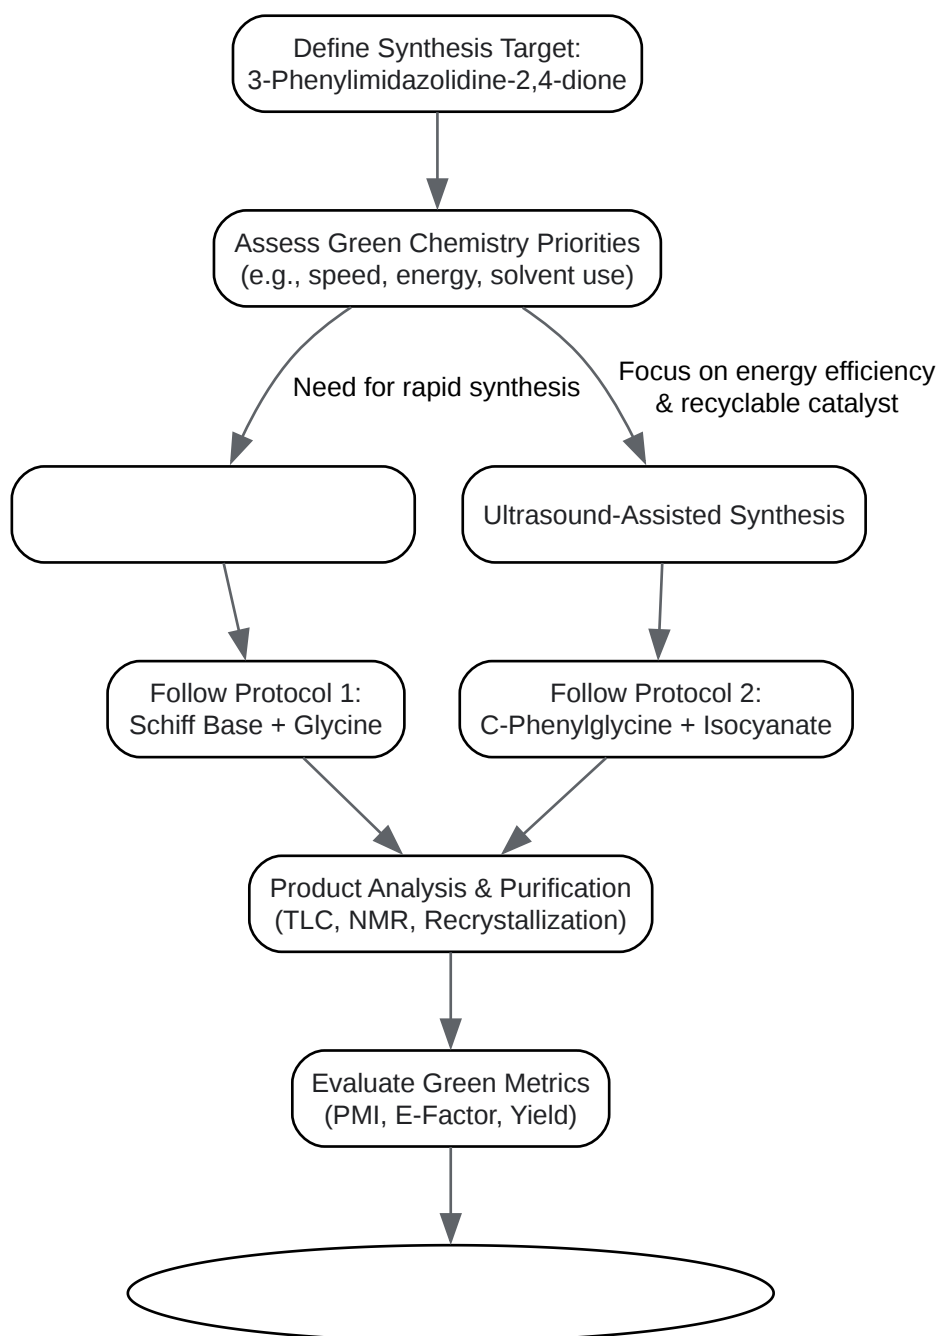 Define Synthesis Target:
3-Phenylimidazolidine-2,4-dione
Assess Green Chemistry Priorities
(e.g., speed, energy, solvent use)
Need for rapid synthesis
Focus on energy efficiency
& recyclable catalyst
Ultrasound-Assisted Synthesis
Follow Protocol 1:
Schiff Base + Glycine
Follow Protocol 2:
C-Phenylglycine + Isocyanate
Product Analysis & Purification
(TLC, NMR, Recrystallization)
Evaluate Green Metrics
(PMI, E-Factor, Yield)